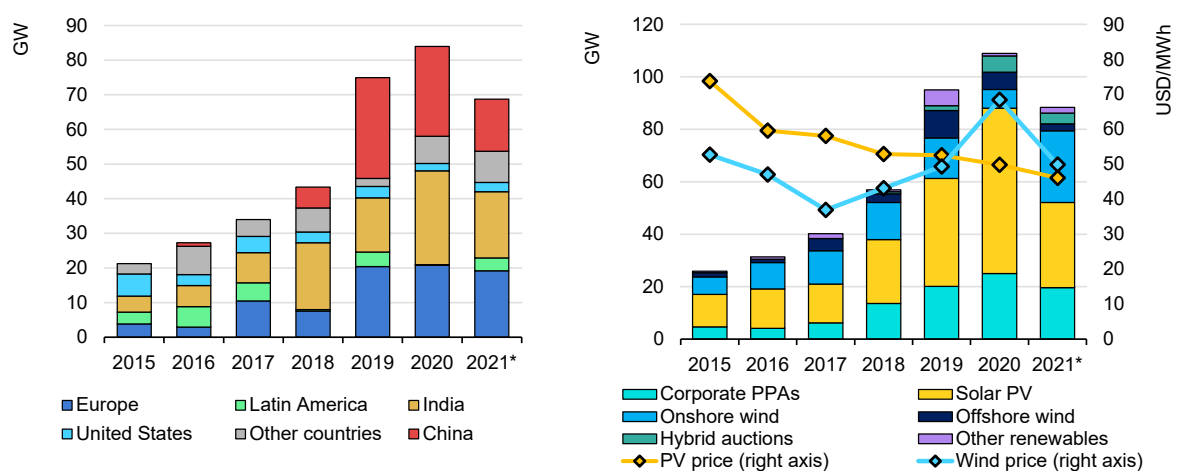 GW
90
80
70
60
50
40
30
20
10
0
2015 2016 2017 2018 2019 2020 2021*
Europe Latin America India
United States Other countries China
GW
120
100
80
60
40
20
0
90
80
70
60
50
40
30
20
10
0
USD/MWh
2015 2016 2017 2018 2019 2020 2021*
Corporate PPAs Solar PV
Onshore wind Offshore wind
Hybrid auctions Other renewables
PV price (right axis) Wind price (right axis)